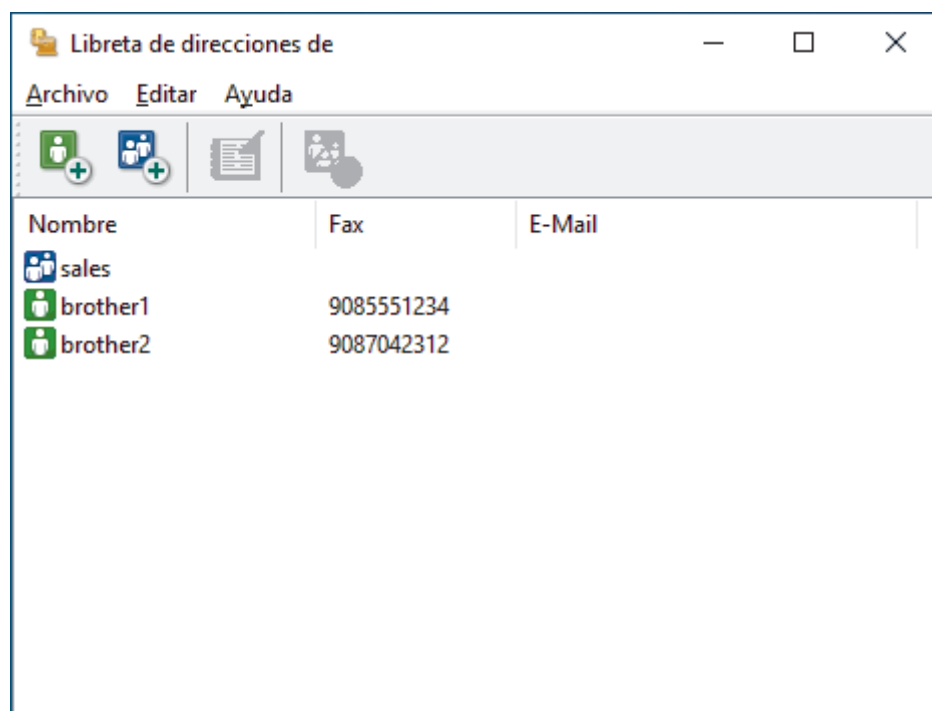 Libreta de direcciones de
Archivo Editar Ayuda
Nombre Fax E-Mail
sales
brother1 9085551234
brother2 9087042312